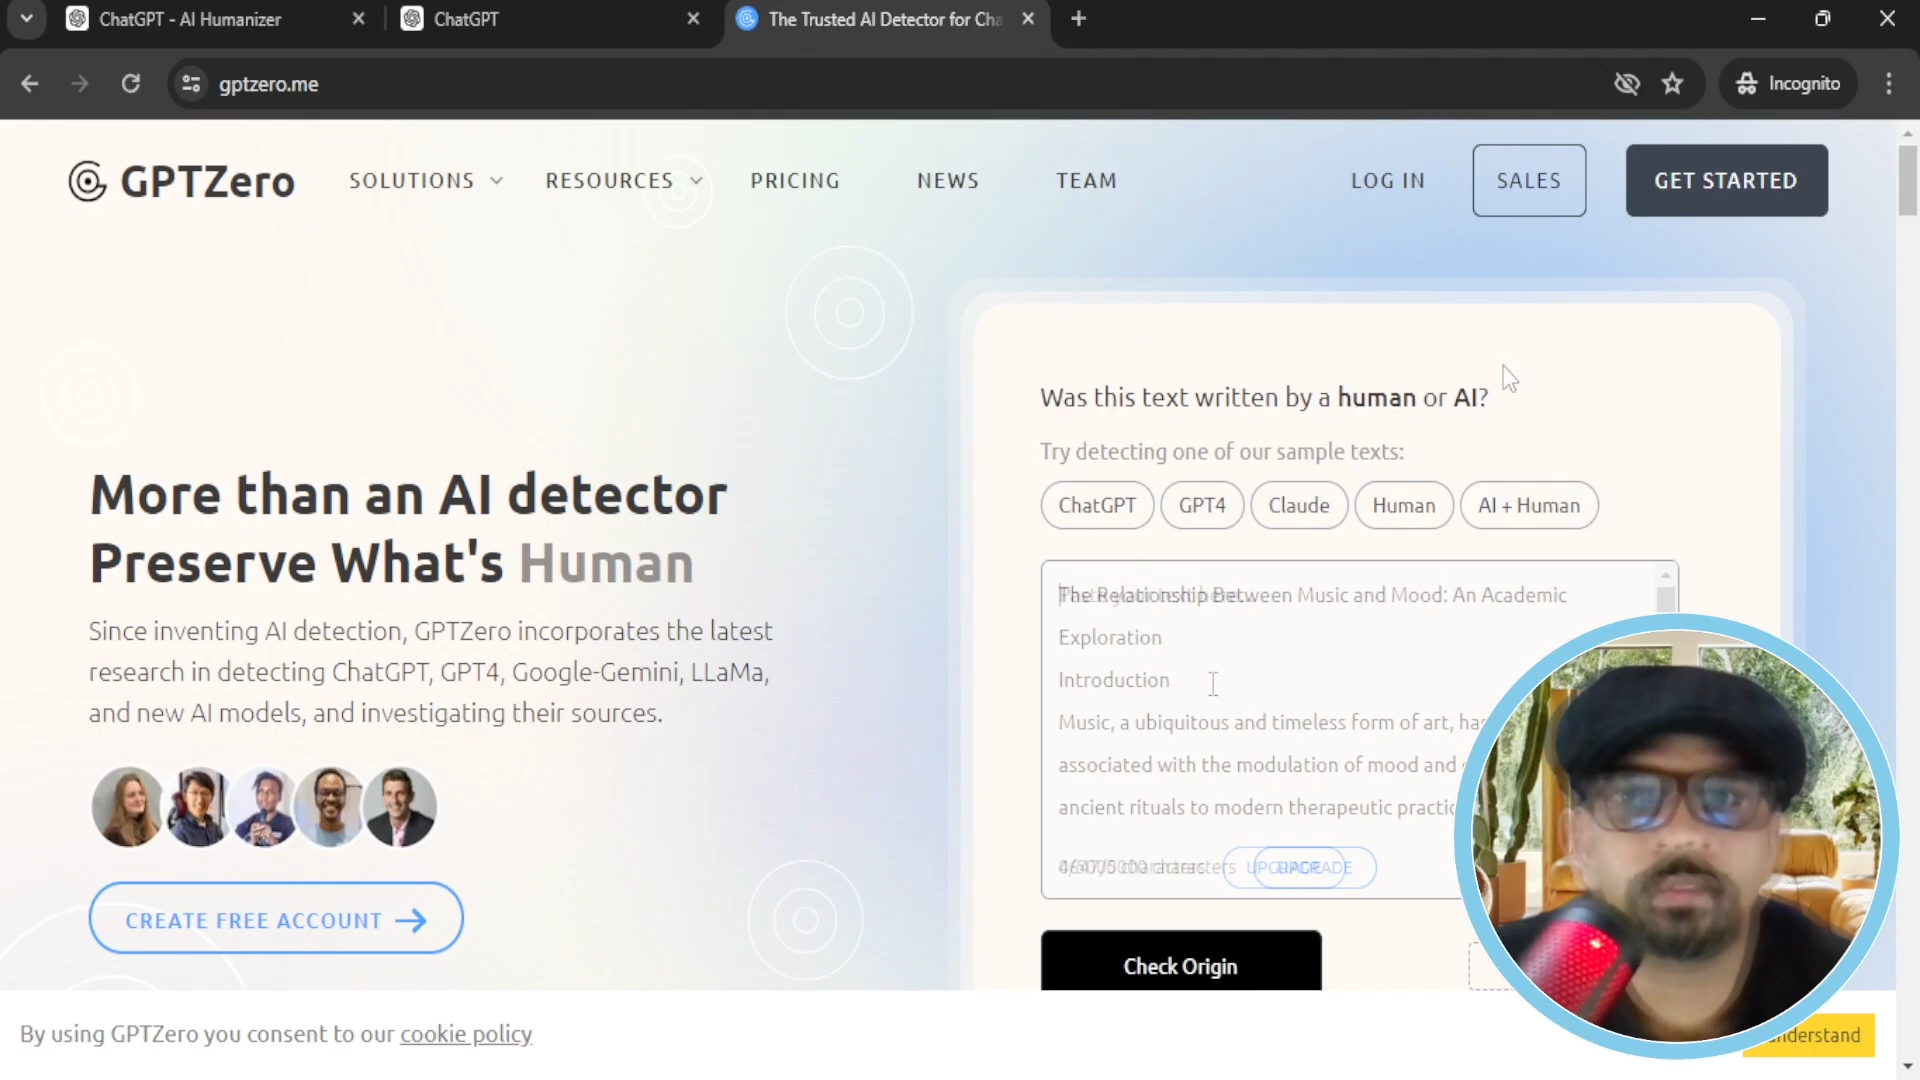 ChatGPT - AI Humanizer
ChatGPT
The Trusted AI Detector for Cha
gptzero.me
Incognito
GPTZero
SOLUTIONS
RESOURCES
PRICING
NEWS
TEAM
LOG IN
SALES
GET STARTED
Was this text written by a human or AI?
Try detecting one of our sample texts:
ChatGPT
GPT4
Claude
Human
AI + Human
More than an AI detector
Preserve What's Human
Since inventing AI detection, GPTZero incorporates the latest
research in detecting ChatGPT, GPT4, Google-Gemini, LLaMa,
and new AI models, and investigating their sources.
CREATE FREE ACCOUNT
The Relationship Between Music and Mood: An Academic
Exploration
Introduction
Music, a ubiquitous and timeless form of art, has
associated with the modulation of mood and
ancient rituals to modern therapeutic practic
characters
UPGRADE
Check Origin
By using GPTZero you consent to our cookie policy
understand